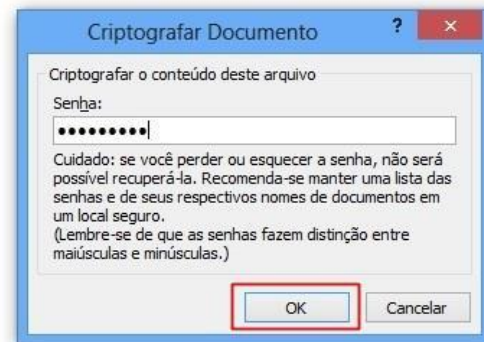 Criptografar Documento ?
Criptografar o conteúdo deste arquivo
Senha:
•••••••••
Cuidado: se você perder ou esquecer a senha, não será
possível recuperá-la. Recomenda-se manter uma lista das
senhas e de seus respectivos nomes de documentos em
um local seguro.
(Lembre-se de que as senhas fazem distinção entre
maiúsculas e minúsculas.)
OK Cancelar